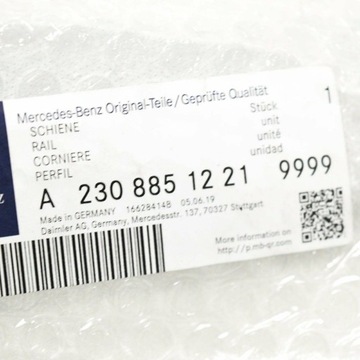 Mercedes-Benz Original-Teile/Geprüfte Qualität
SCHIENE Stück 1
RAIL unit
CORNIERE unité
PERFIL unidad
A 230 885 12 21 9999
Made in GERMANY 166284148 05.06.19
Daimler AG, Germany, Mercedesstr. 137, 70327 Stuttgart
More information on
http://p.mb-qr.com
z